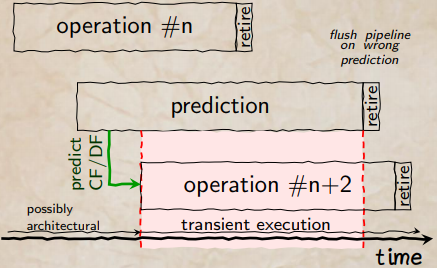 operation #n
retire
flush pipeline
on wrong
prediction
prediction
retire
predict
CF/DF
operation #n+2
retire
possibly
architectural
transient execution
time